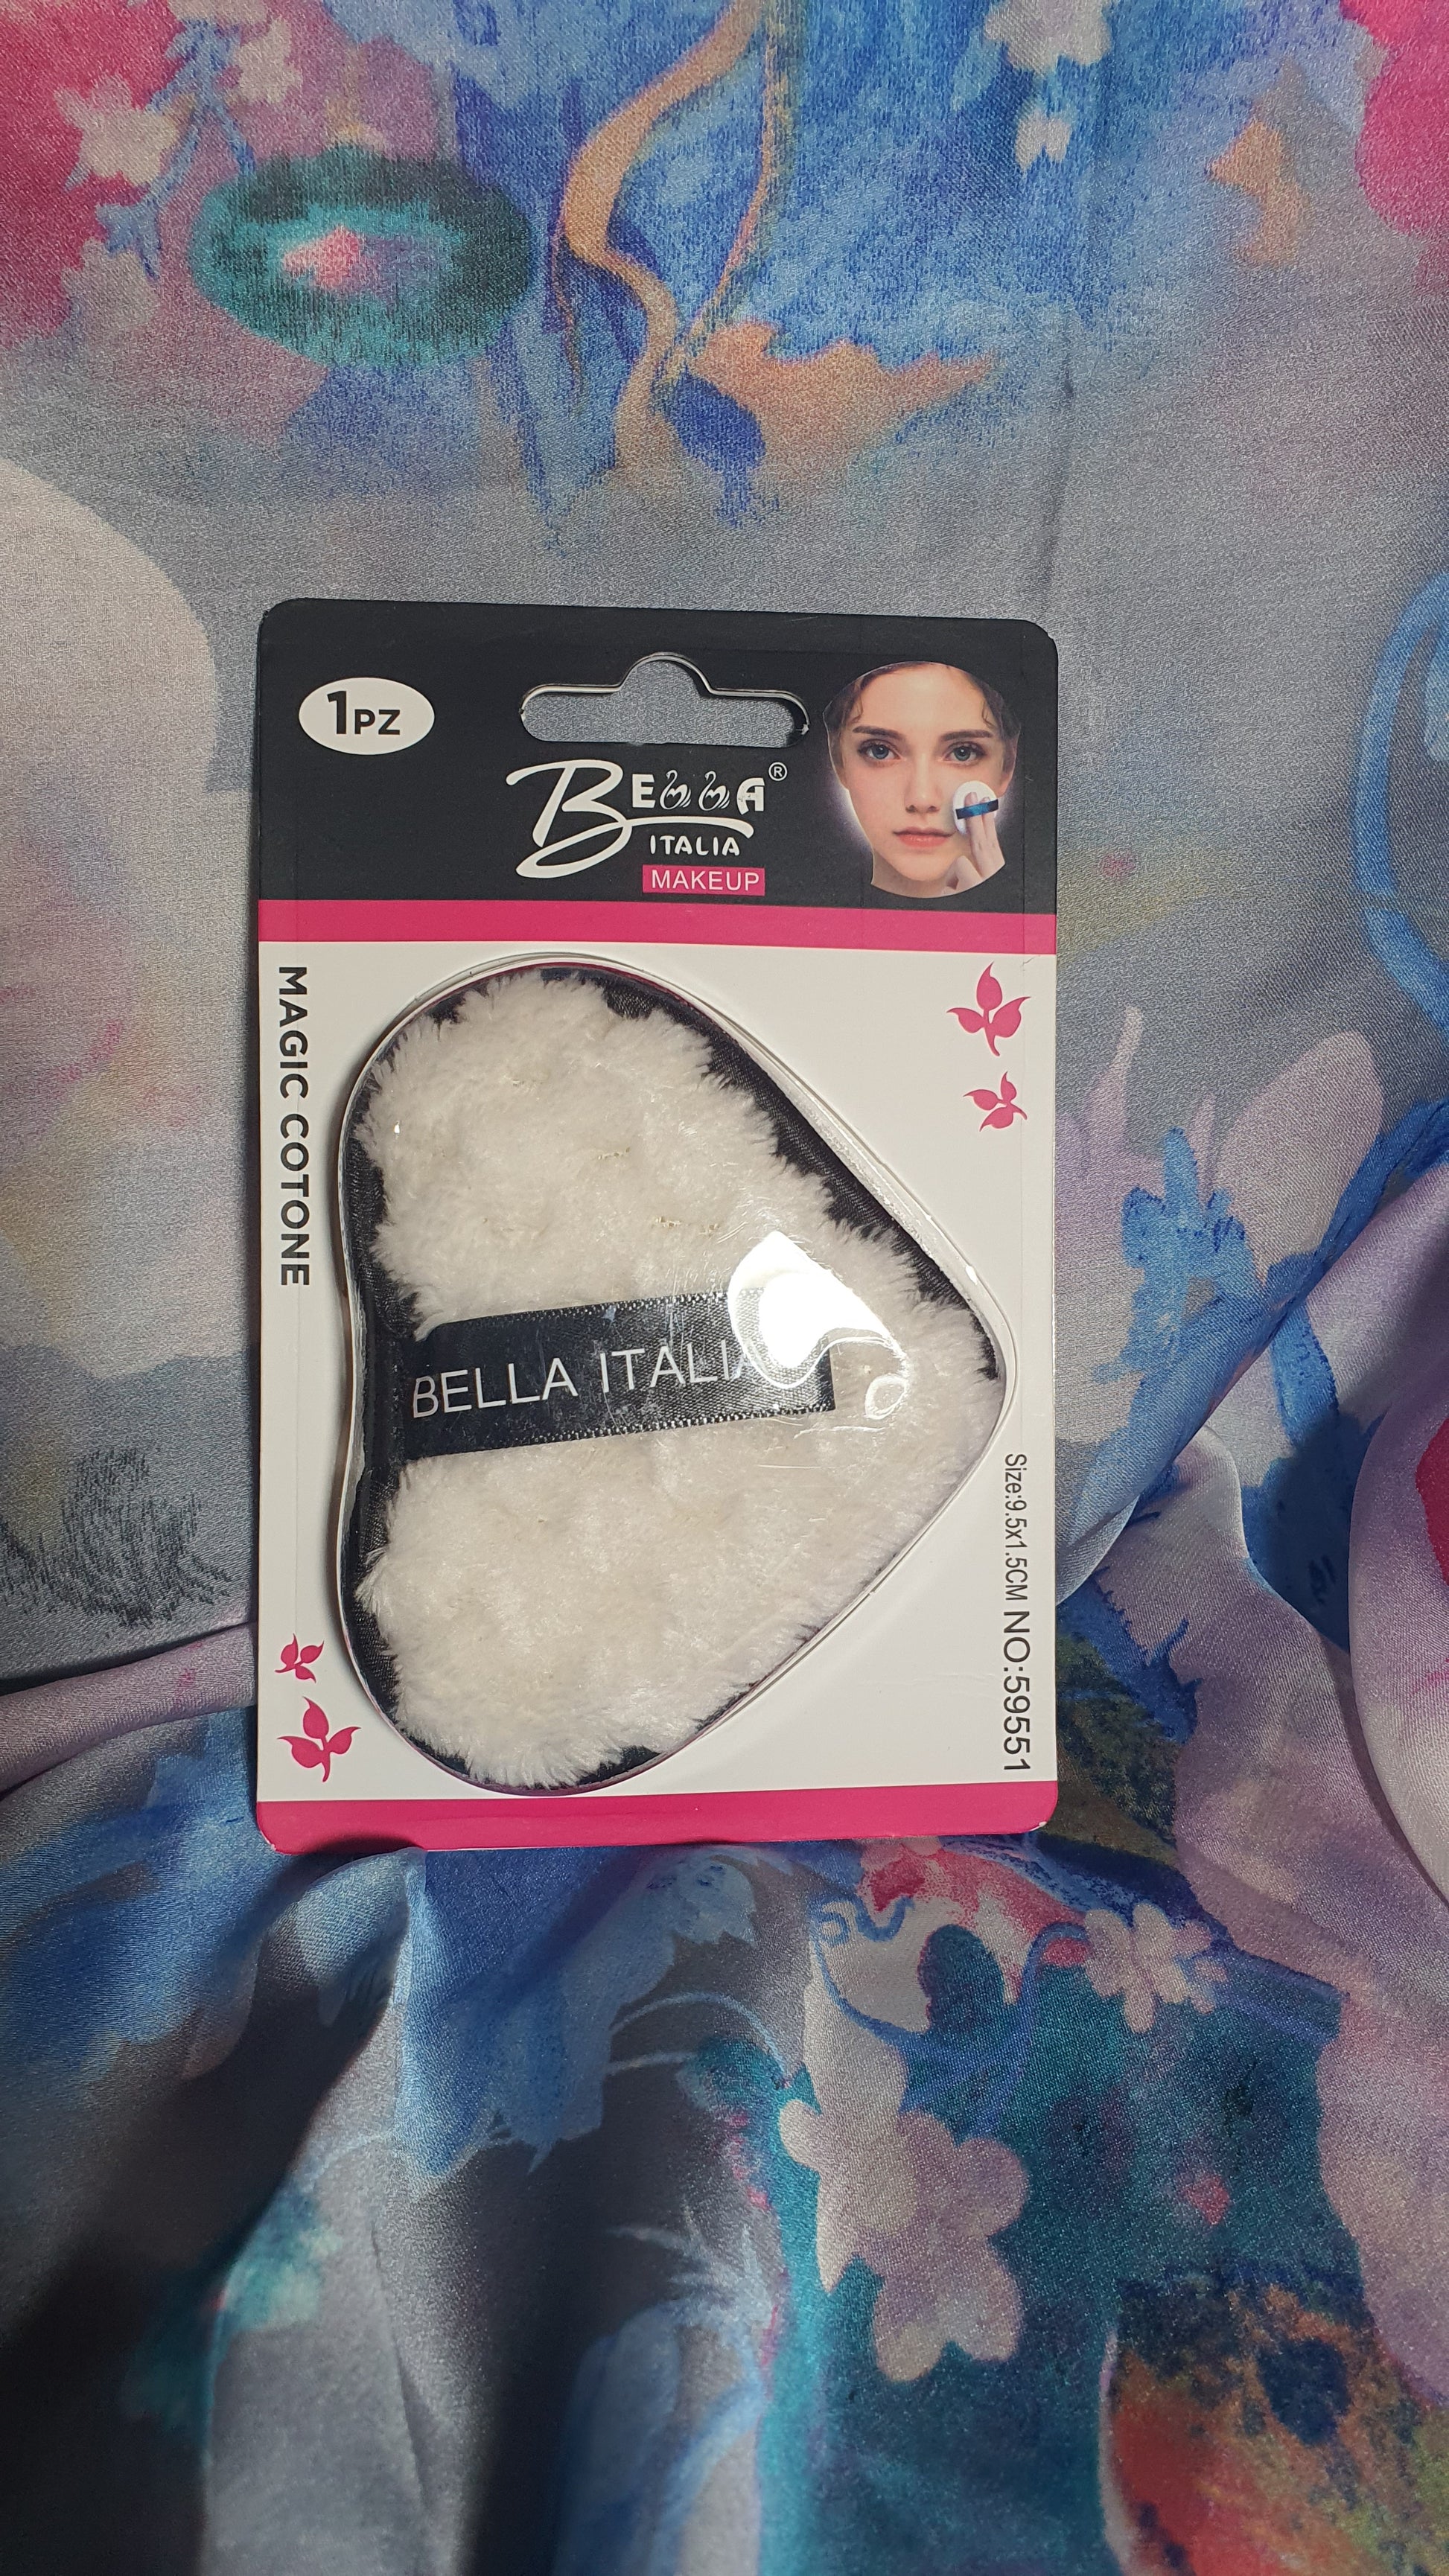 1PZ
BELLA®
ITALIA
MAKEUP
MAGIC COTONE
BELLA ITALIA
Size:9.5x1.5CM NO:59551